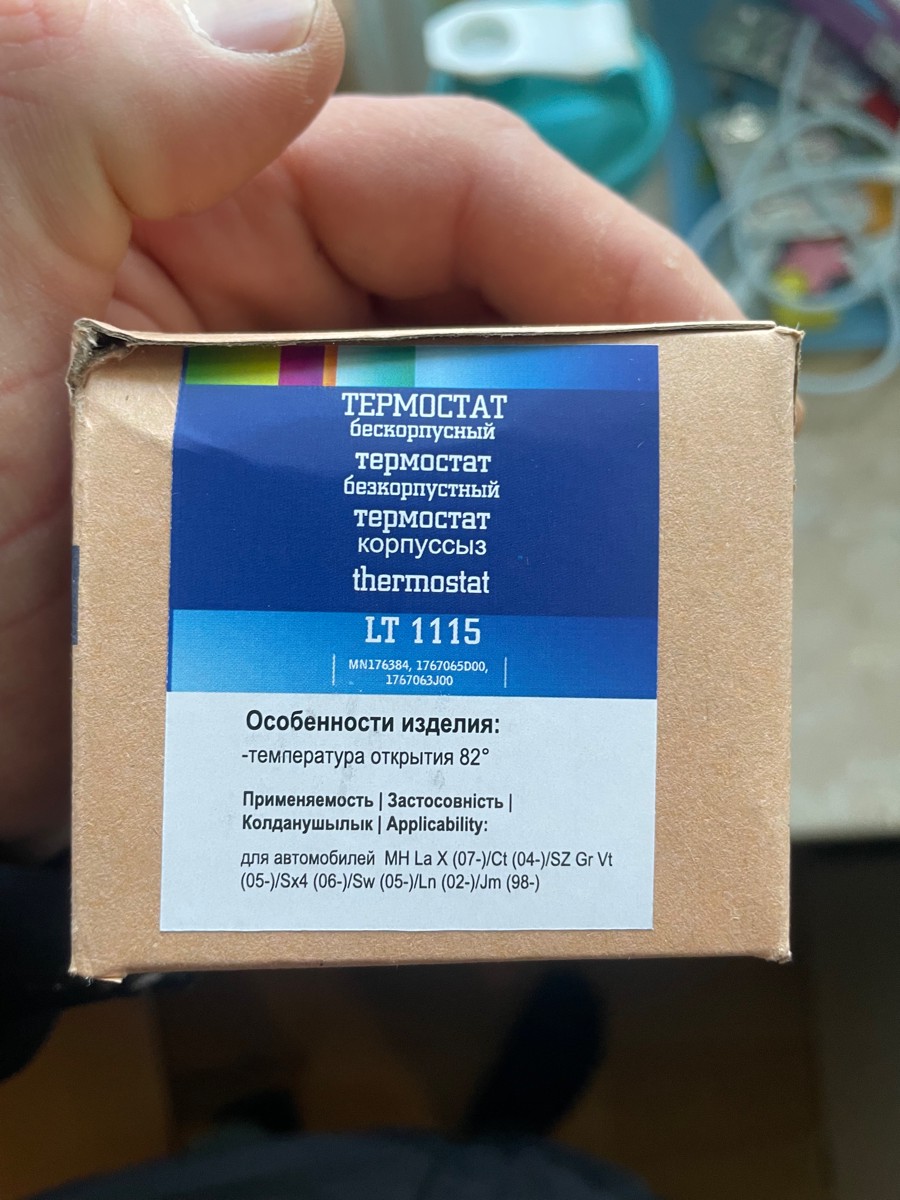 ТЕРМОСТАТ
бескорпусный
термостат
безкорпустный
термостат
корпуссыз
thermostat
LT 1115
MN176384, 1767065D00,
1767063J00
Особенности изделия:
-температура открытия 82°
Применяемость | Застосовність |
Колданушылык | Applicability:
для автомобилей MH La X (07-)/Ct (04-)/SZ Gr Vt
(05-)/Sx4 (06-)/Sw (05-)/Ln (02-)/Jm (98-)